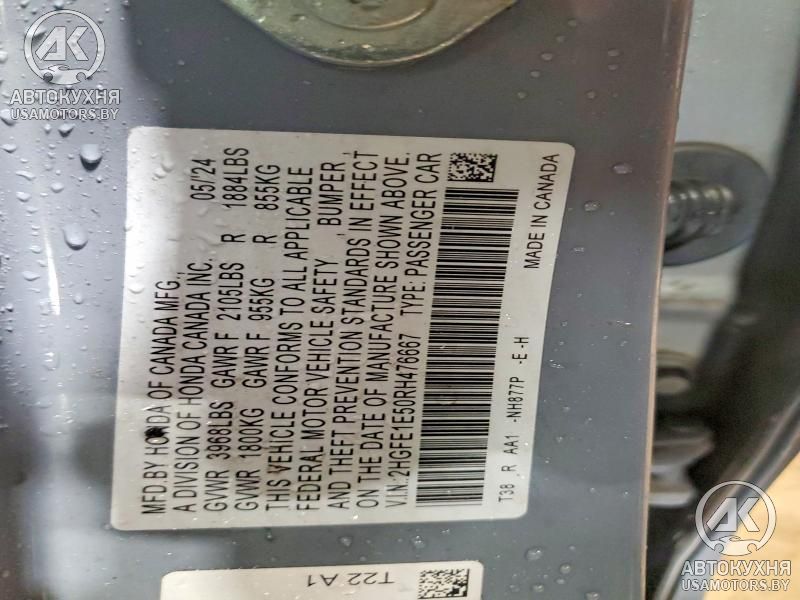 MFD.BY HONDA OF CANADA MFG.,
A DIVISION OF HONDA CANADA INC. 05/24
GVWR 3968LBS GAWR F 2105LBS R 1884LBS
GVWR 1800KG GAWR F 955KG R 855KG
THIS VEHICLE CONFORMS TO ALL APPLICABLE
FEDERAL MOTOR VEHICLE SAFETY , BUMPER ,
AND THEFT PREVENTION STANDARDS IN EFFECT
ON THE DATE OF MANUFACTURE SHOWN ABOVE.
V.I.N.:2HGFE1E50RH476667 TYPE: PASSENGER CAR
T38 R AA1 -NH877P -E -H
MADE IN CANADA
T22 A1
АК
АВТОКУХНЯ
USAMOTORS.BY
АК
АВТОКУХНЯ
USAMOTORS.BY